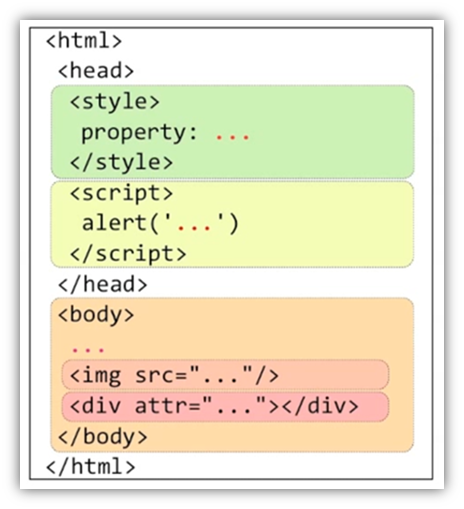 <html>
<head>
<style>
property: ...
</style>
<script>
alert('...')
</script>
</head>
<body>
...
<img src="..."/>
<div attr="..."></div>
</body>
</html>